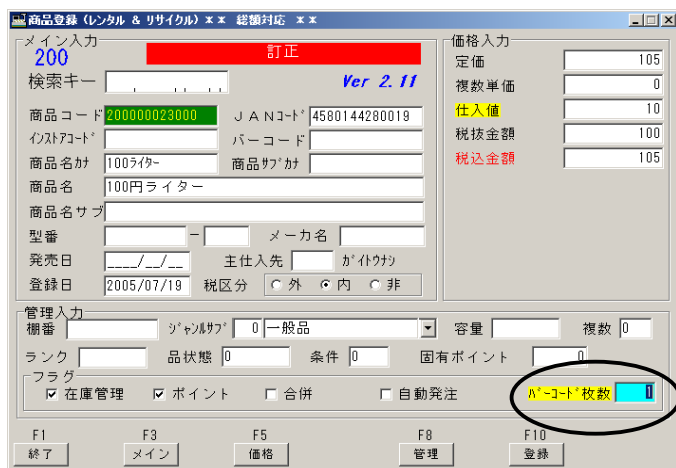 商品登録（レンタル & リサイクル）＊＊ 総額対応 ＊＊
メイン入力
200 訂正
検索キー Ver 2.11
商品コード 200000023000 ＪＡＮｺｰﾄﾞ 4580144280019
ｲﾝｽﾄｱｺｰﾄﾞ バーコード
商品名ｶﾅ 100ﾗｲﾀｰ 商品ｻﾌﾞｶﾅ
商品名 100円ライター
商品名サブ
型番 － メーカ名
発売日 ____/__/__ 主仕入先 ｶﾞｲﾄｳﾅｼ
登録日 2005/07/19 税区分 外 内 非
価格入力
定価 105
複数単価 0
仕入値 10
税抜金額 100
税込金額 105
管理入力
棚番 ｼﾞｬﾝﾙｻﾌﾞ 0 一般品 容量 複数 0
ランク 品状態 0 条件 0 固有ポイント 0
フラグ
在庫管理 ポイント 合併 自動発注 ﾊﾞｰｺｰﾄﾞ枚数 1
F1 F3 F5 F8 F10
終了 メイン 価格 管理 登録